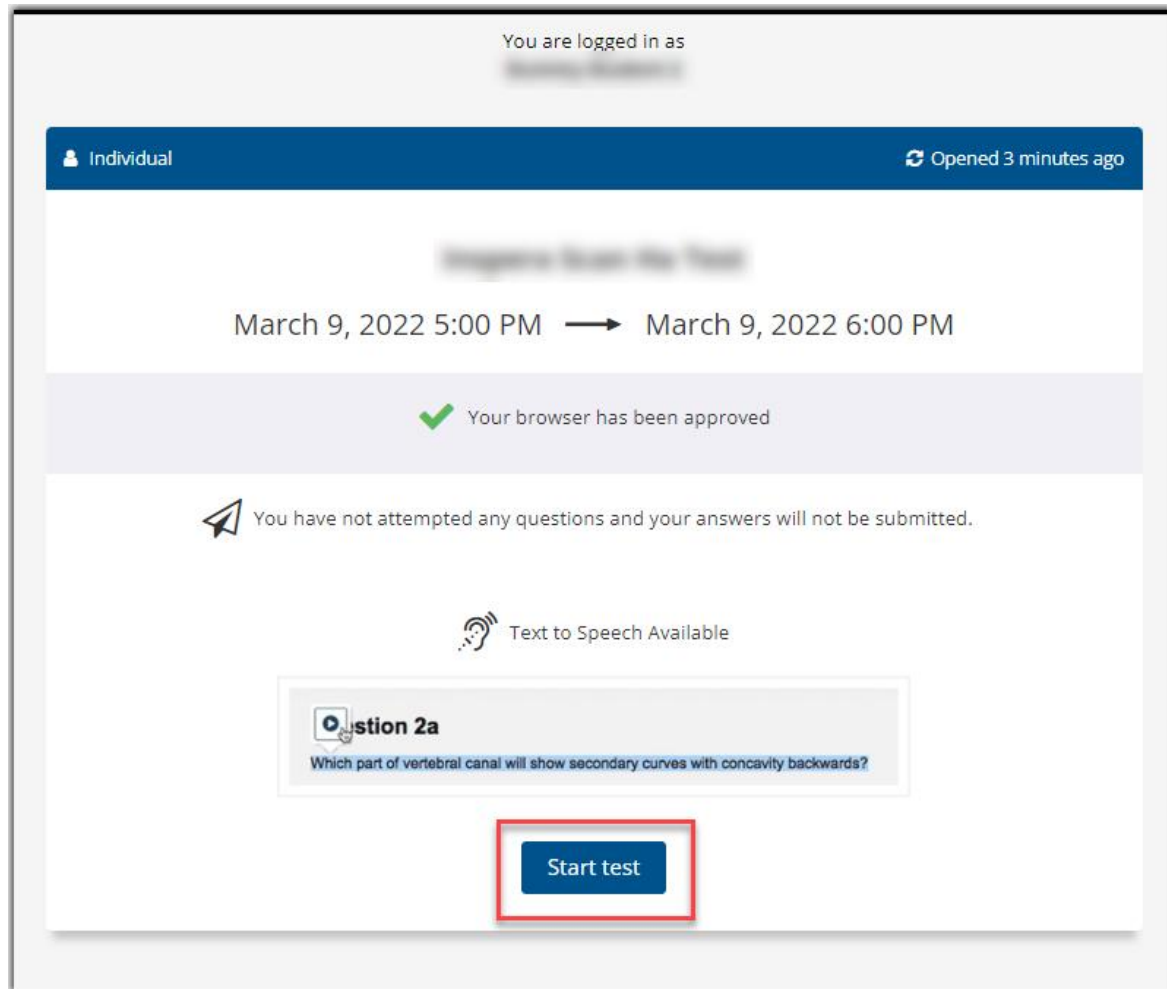 You are logged in as
Individual
Opened 3 minutes ago
March 9, 2022 5:00 PM → March 9, 2022 6:00 PM
Your browser has been approved
You have not attempted any questions and your answers will not be submitted.
Text to Speech Available
stion 2a
Which part of vertebral canal will show secondary curves with concavity backwards?
Start test